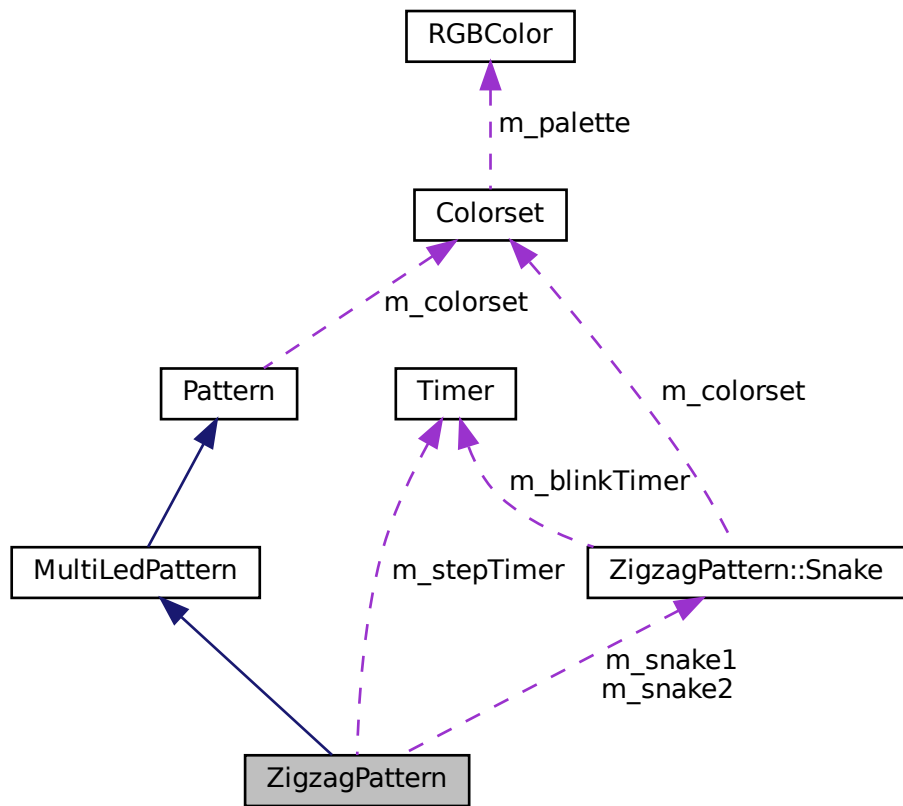 RGBColor
m_palette
Colorset
m_colorset
Pattern
Timer
m_colorset
m_blinkTimer
MultiLedPattern
m_stepTimer
ZigzagPattern::Snake
m_snake1
m_snake2
ZigzagPattern